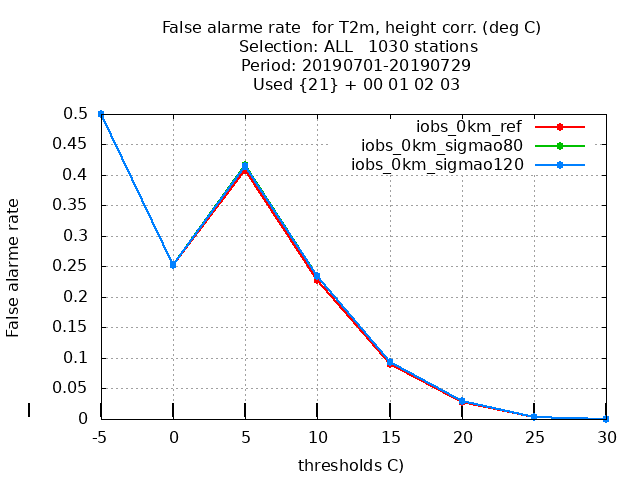 False alarme rate  for T2m, height corr. (deg C)
Selection: ALL   1030 stations
Period: 20190701-20190729
Used {21} + 00 01 02 03
iobs_0km_ref
iobs_0km_sigmao80
iobs_0km_sigmao120
False alarme rate
0.5
0.45
0.4
0.35
0.3
0.25
0.2
0.15
0.1
0.05
0
-5 0 5 10 15 20 25 30
thresholds C)